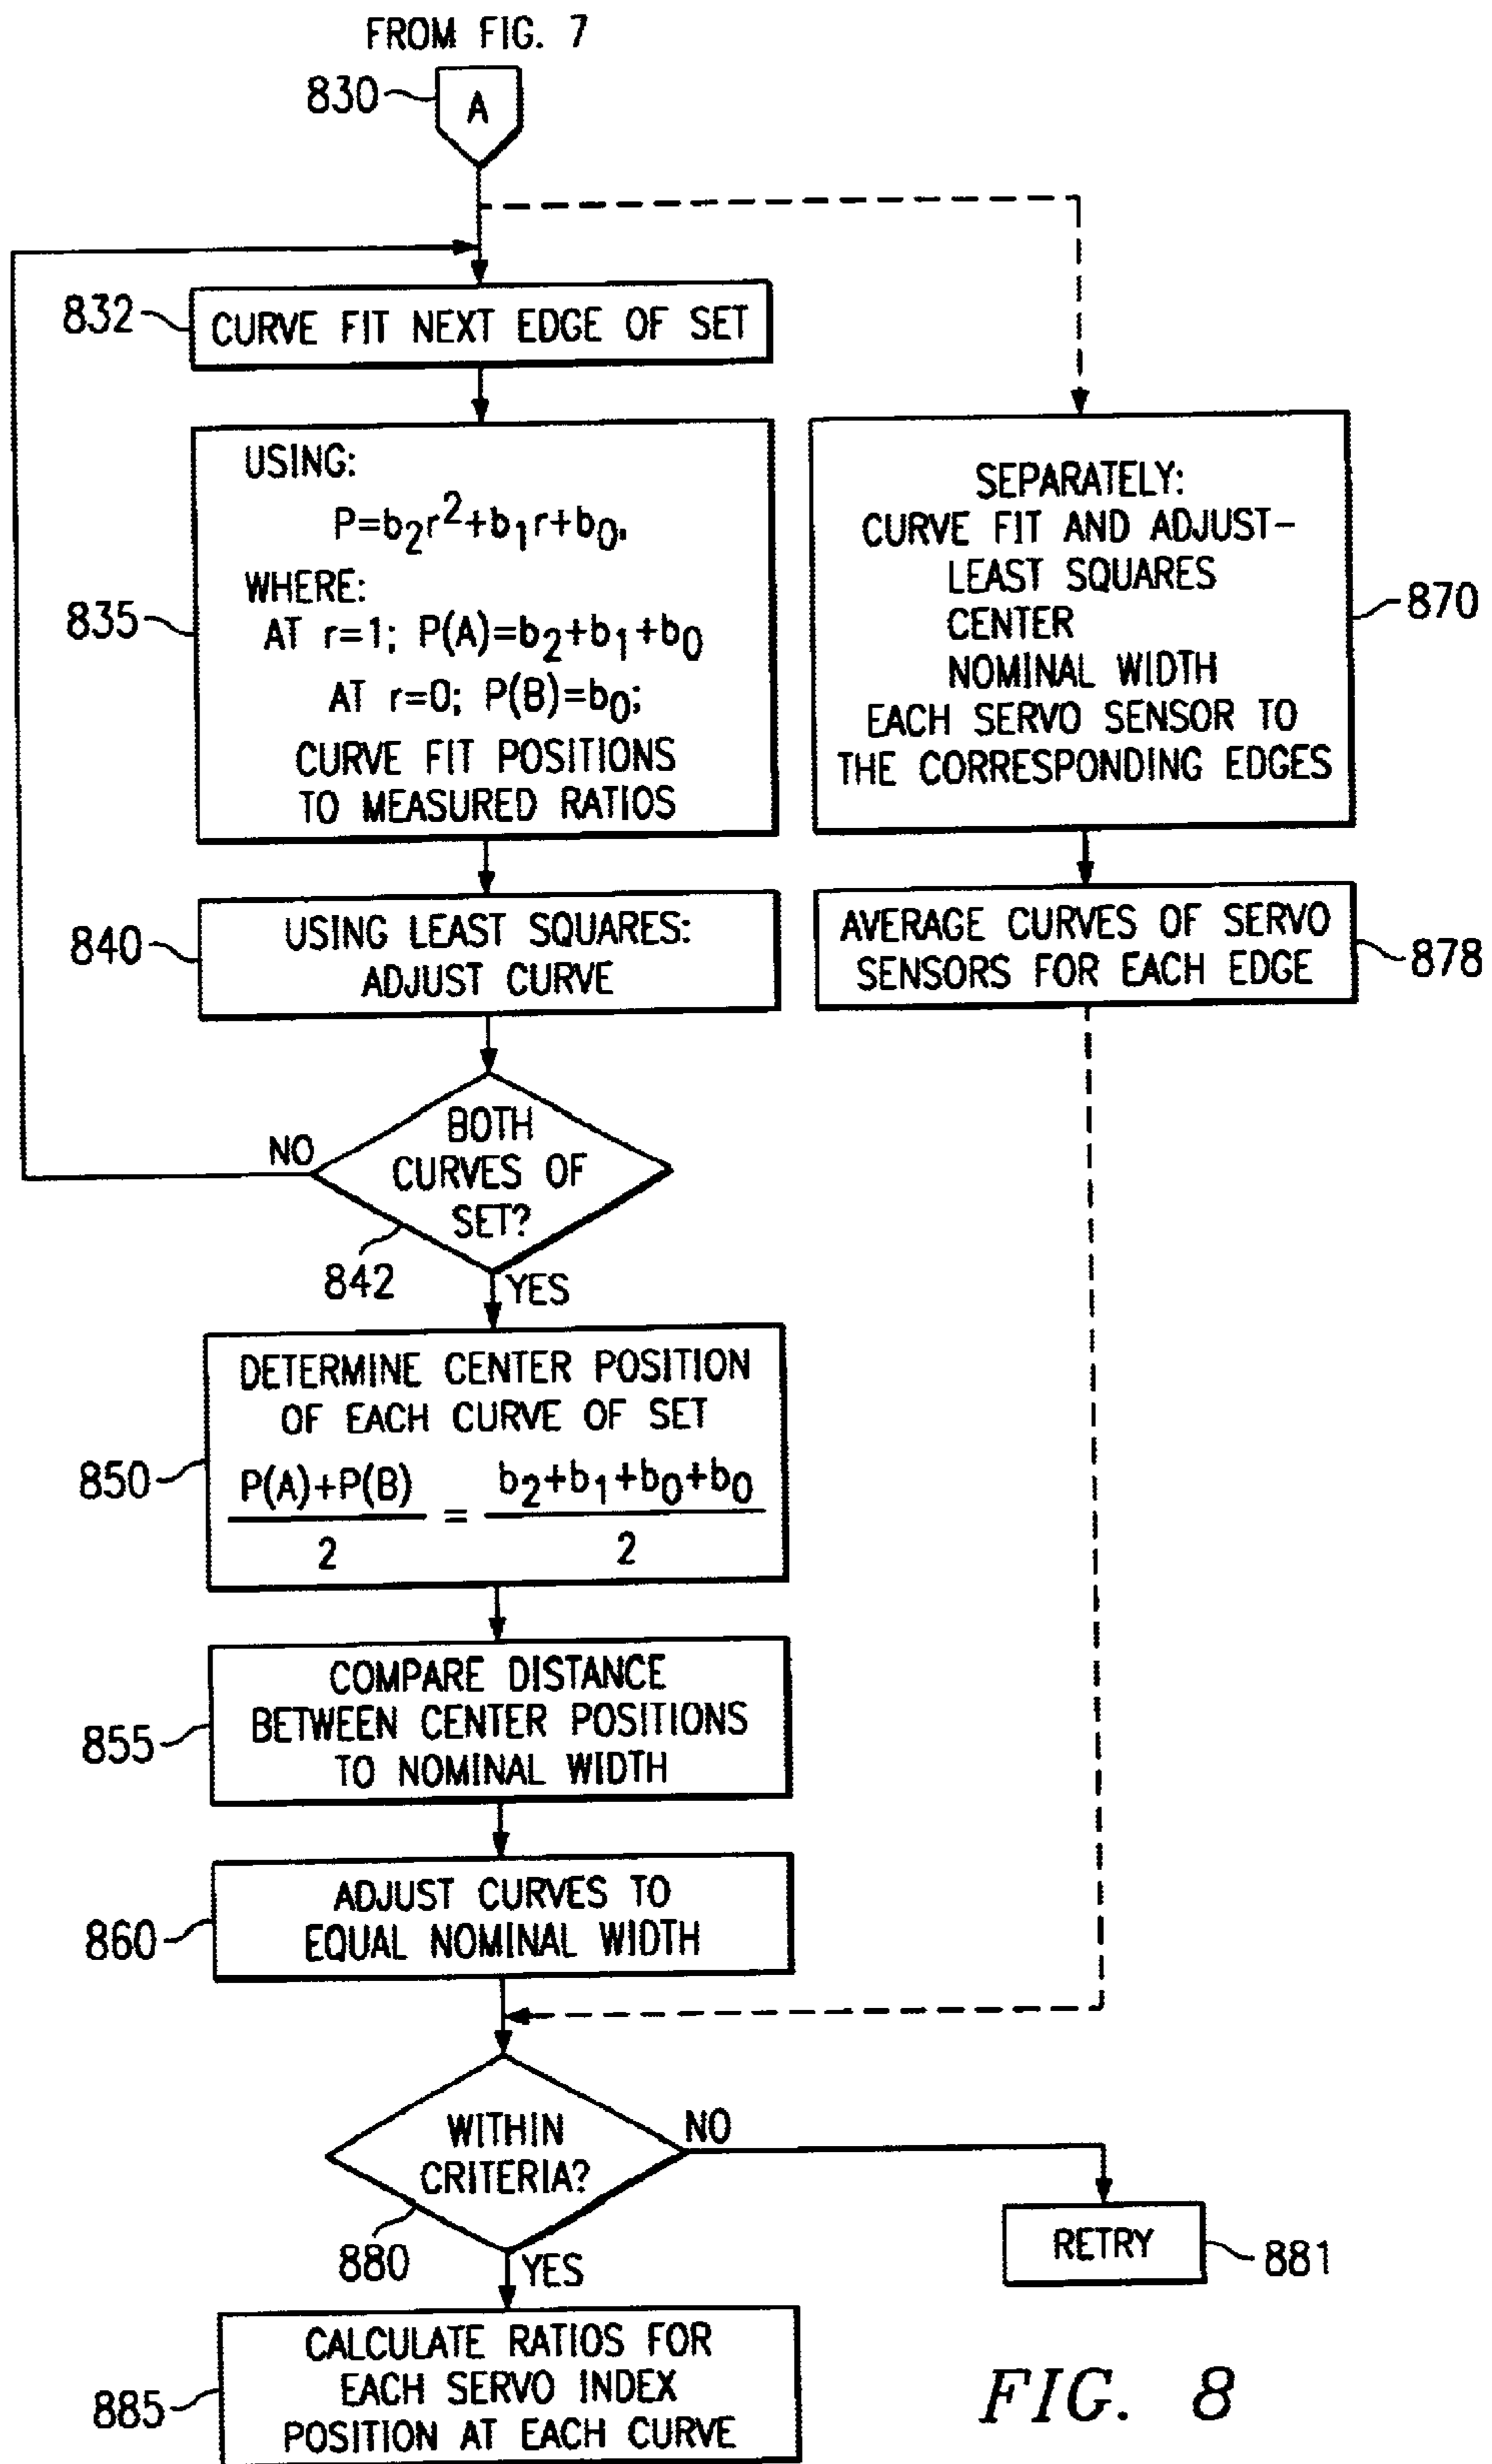 FROM FIG. 7
830
A
832
CURVE FIT NEXT EDGE OF SET
835
USING:
P=b₂r²+b₁r+b₀.
WHERE:
AT r=1; P(A)=b₂+b₁+b₀
AT r=0; P(B)=b₀;
CURVE FIT POSITIONS
TO MEASURED RATIOS
SEPARATELY:
CURVE FIT AND ADJUST-
LEAST SQUARES
CENTER
NOMINAL WIDTH
EACH SERVO SENSOR TO
THE CORRESPONDING EDGES
870
840
USING LEAST SQUARES:
ADJUST CURVE
AVERAGE CURVES OF SERVO
SENSORS FOR EACH EDGE
878
NO
BOTH
CURVES OF
SET?
842
YES
850
DETERMINE CENTER POSITION
OF EACH CURVE OF SET
P(A)+P(B) / 2 = b₂+b₁+b₀+b₀ / 2
855
COMPARE DISTANCE
BETWEEN CENTER POSITIONS
TO NOMINAL WIDTH
860
ADJUST CURVES TO
EQUAL NOMINAL WIDTH
WITHIN
CRITERIA?
NO
880
YES
RETRY
881
885
CALCULATE RATIOS FOR
EACH SERVO INDEX
POSITION AT EACH CURVE
FIG. 8